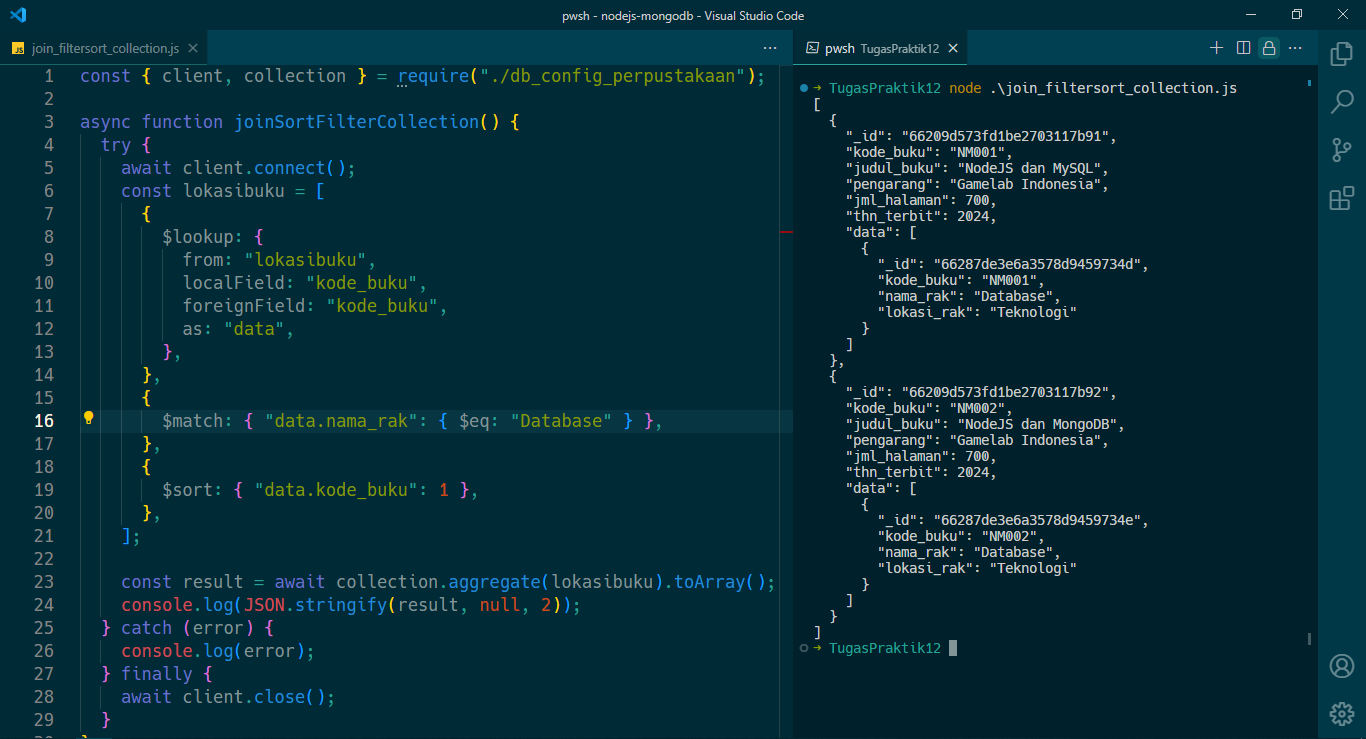 pwsh - nodejs-mongodb - Visual Studio Code
JS join_filtersort_collection.js
1 const { client, collection } = require("./db_config_perpustakaan");
2
3 async function joinSortFilterCollection() {
4 try {
5 await client.connect();
6 const lokasibuku = [
7 {
8 $lookup: {
9 from: "lokasibuku",
10 localField: "kode_buku",
11 foreignField: "kode_buku",
12 as: "data",
13 },
14 },
15 {
16 $match: { "data.nama_rak": { $eq: "Database" } },
17 },
18 {
19 $sort: { "data.kode_buku": 1 },
20 },
21 ];
22
23 const result = await collection.aggregate(lokasibuku).toArray();
24 console.log(JSON.stringify(result, null, 2));
25 } catch (error) {
26 console.log(error);
27 } finally {
28 await client.close();
29 }
pwsh TugasPraktik12
→ TugasPraktik12 node .\join_filtersort_collection.js
[
{
"_id": "66209d573fd1be2703117b91",
"kode_buku": "NM001",
"judul_buku": "NodeJS dan MySQL",
"pengarang": "Gamelab Indonesia",
"jml_halaman": 700,
"thn_terbit": 2024,
"data": [
{
"_id": "66287de3e6a3578d9459734d",
"kode_buku": "NM001",
"nama_rak": "Database",
"lokasi_rak": "Teknologi"
}
]
},
{
"_id": "66209d573fd1be2703117b92",
"kode_buku": "NM002",
"judul_buku": "NodeJS dan MongoDB",
"pengarang": "Gamelab Indonesia",
"jml_halaman": 700,
"thn_terbit": 2024,
"data": [
{
"_id": "66287de3e6a3578d9459734e",
"kode_buku": "NM002",
"nama_rak": "Database",
"lokasi_rak": "Teknologi"
}
]
}
]
→ TugasPraktik12